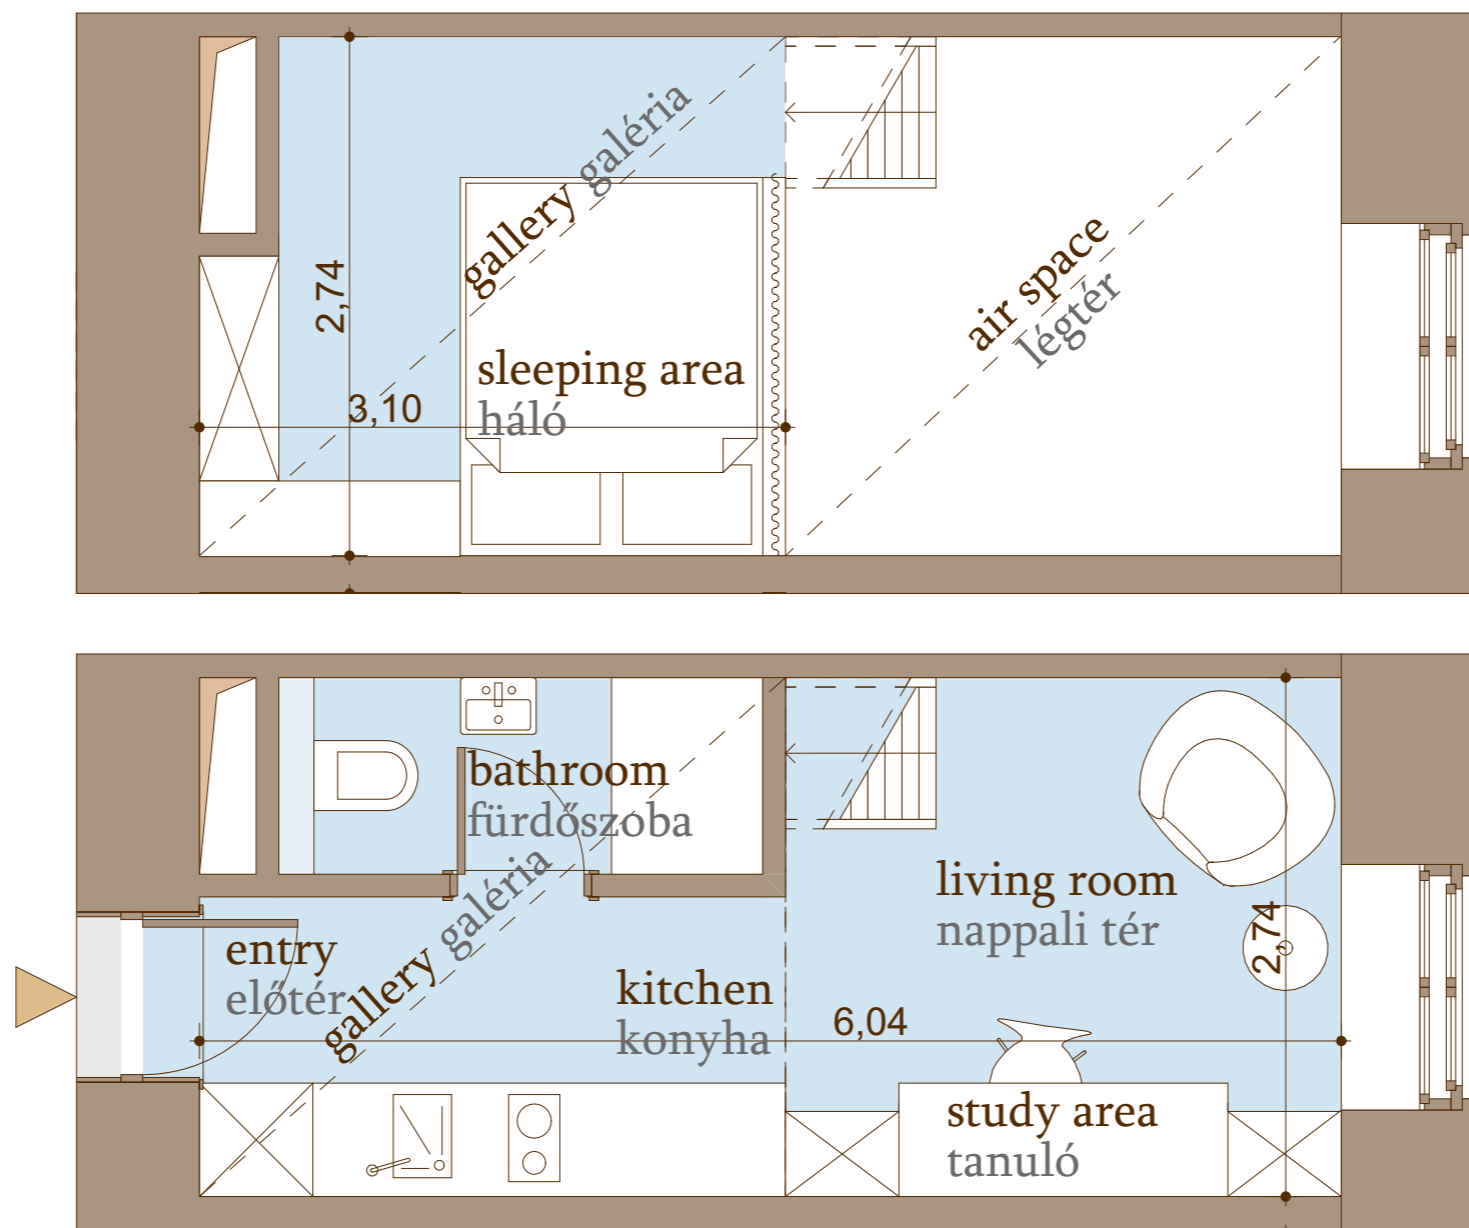 gallery galéria
air space
légtér
2,74
3,10
sleeping area
háló
bathroom
fürdőszoba
gallery galéria
living room
nappali tér
2,74
entry
előtér
kitchen
konyha
6,04
study area
tanuló